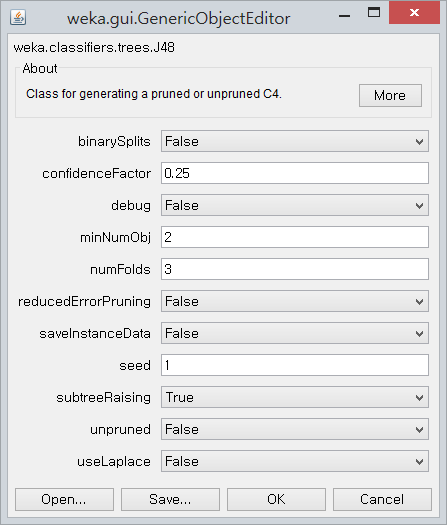 weka.gui.GenericObjectEditor
weka.classifiers.trees.J48
About
Class for generating a pruned or unpruned C4. More
binarySplits False
confidenceFactor 0.25
debug False
minNumObj 2
numFolds 3
reducedErrorPruning False
saveInstanceData False
seed 1
subtreeRaising True
unpruned False
useLaplace False
Open... Save... OK Cancel